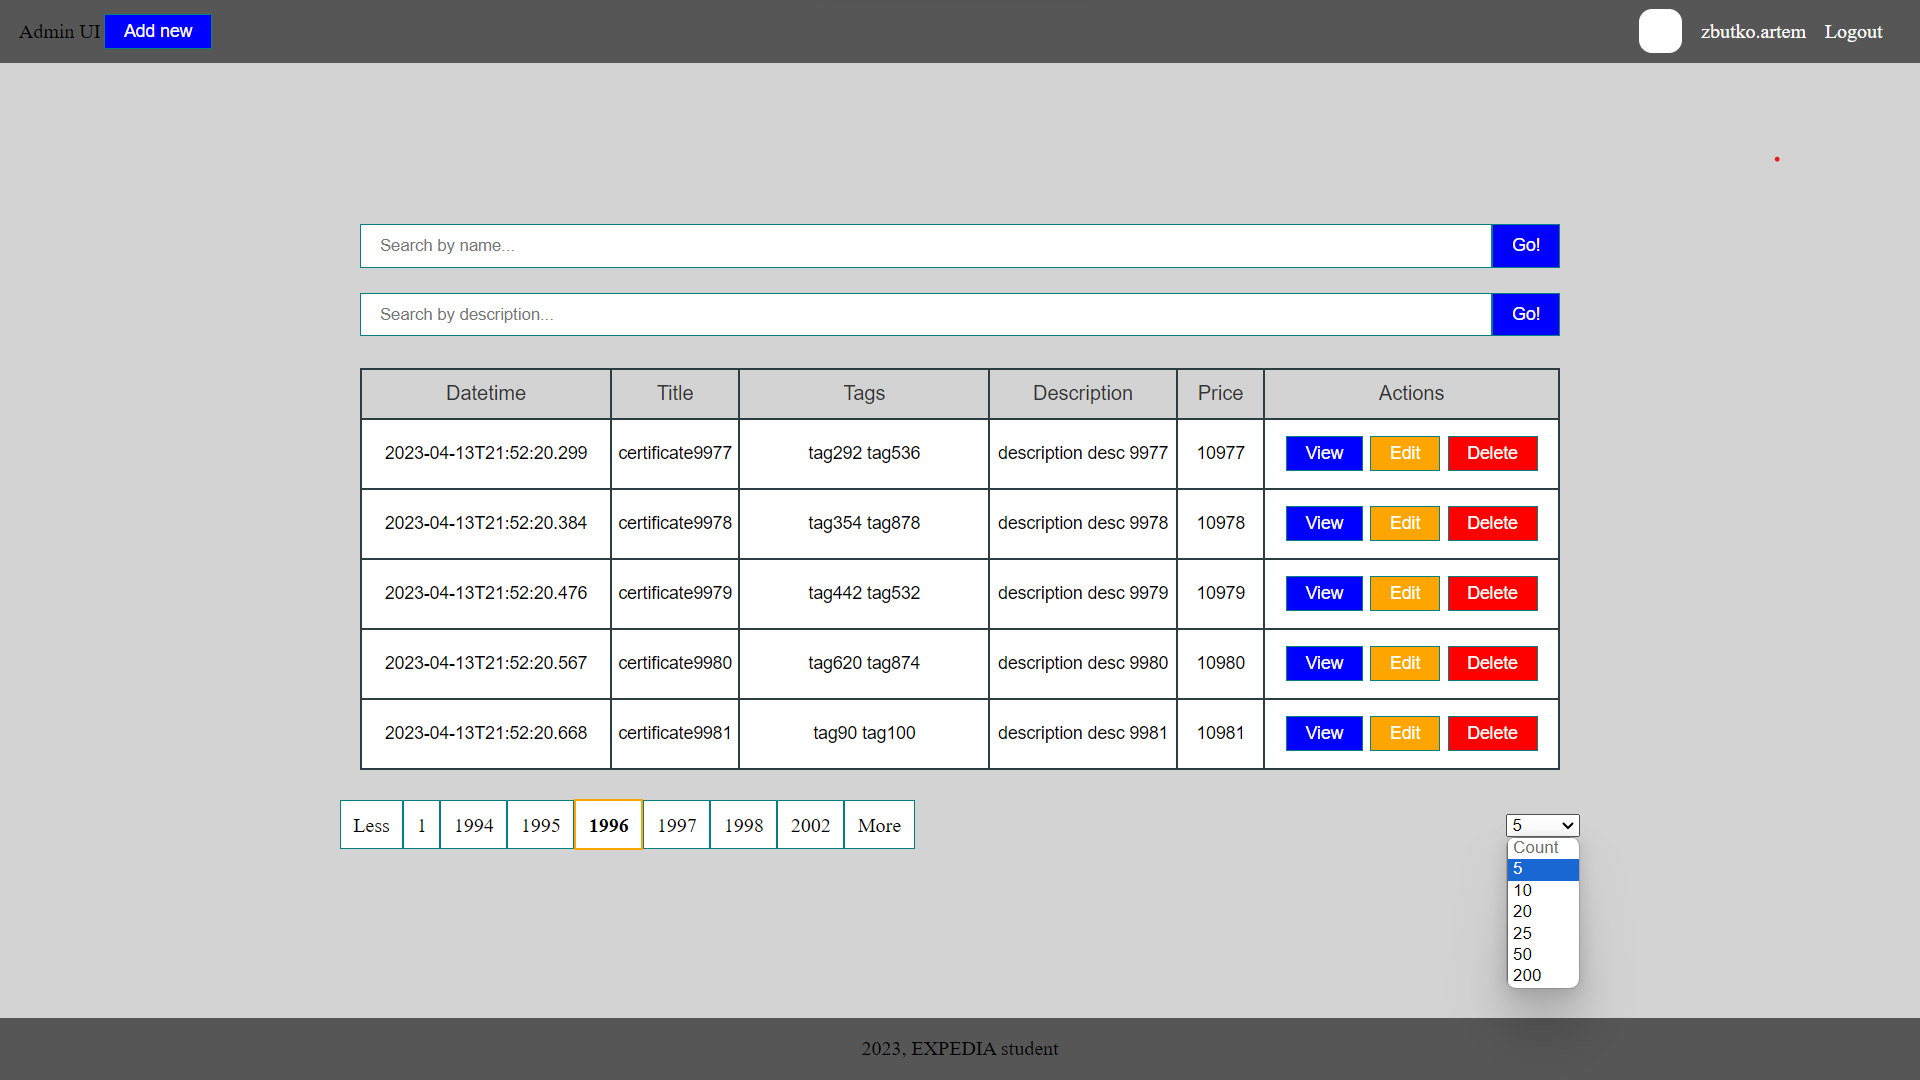 Admin UI Add new zbutko.artem Logout
Search by name... Go!
Search by description... Go!
Datetime Title Tags Description Price Actions
2023-04-13T21:52:20.299 certificate9977 tag292 tag536 description desc 9977 10977 View Edit Delete
2023-04-13T21:52:20.384 certificate9978 tag354 tag878 description desc 9978 10978 View Edit Delete
2023-04-13T21:52:20.476 certificate9979 tag442 tag532 description desc 9979 10979 View Edit Delete
2023-04-13T21:52:20.567 certificate9980 tag620 tag874 description desc 9980 10980 View Edit Delete
2023-04-13T21:52:20.668 certificate9981 tag90 tag100 description desc 9981 10981 View Edit Delete
Less 1 1994 1995 1996 1997 1998 2002 More 5
Count
5
10
20
25
50
200
2023, EXPEDIA student